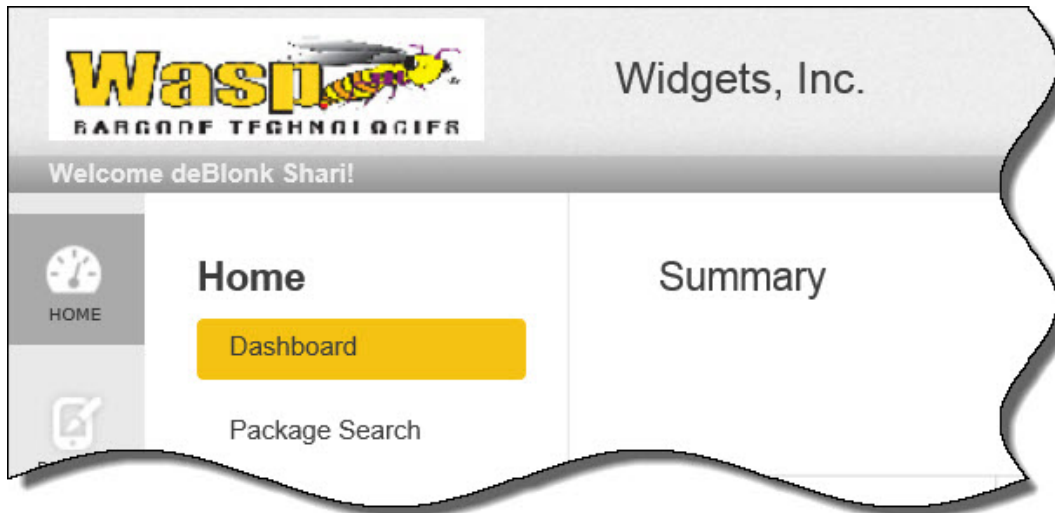 Wasp
BARCODE TECHNOLOGIES
Widgets, Inc.
Welcome deBlonk Shari!
HOME
Home
Dashboard
Package Search
Summary